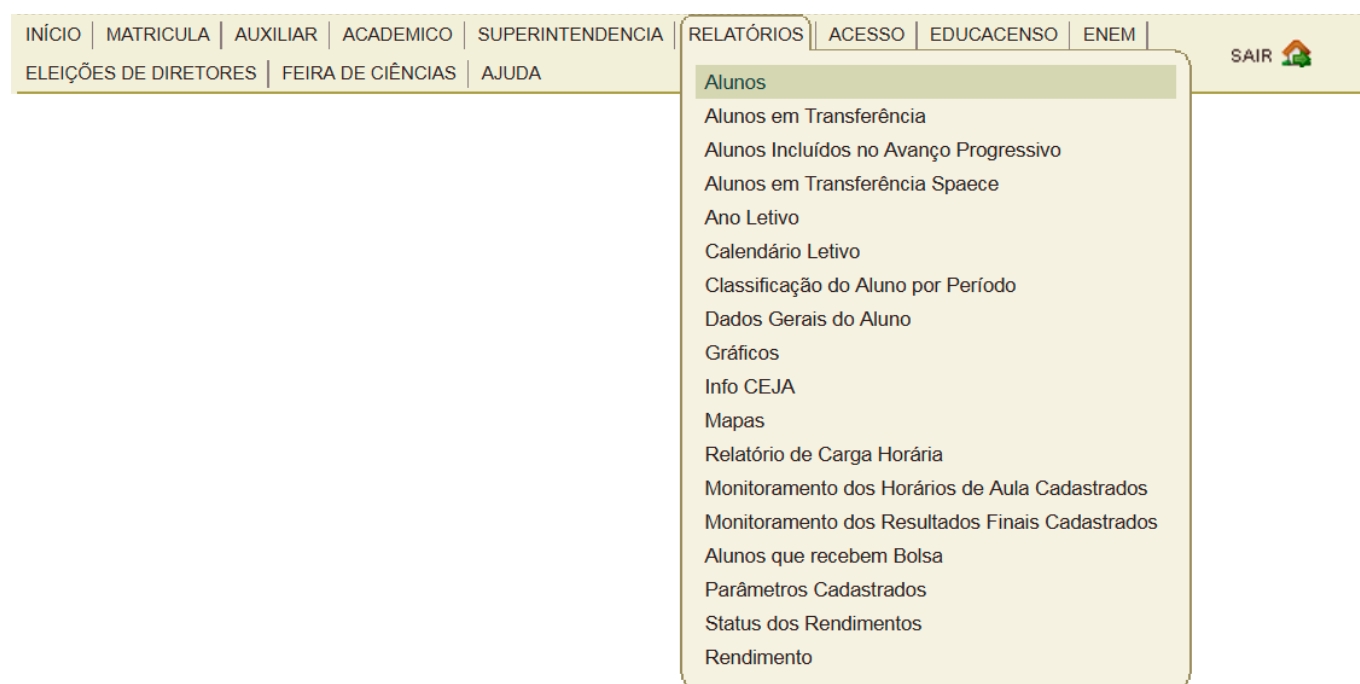 INÍCIO MATRICULA AUXILIAR ACADEMICO SUPERINTENDENCIA RELATÓRIOS ACESSO EDUCACENSO ENEM
ELEIÇÕES DE DIRETORES FEIRA DE CIÊNCIAS AJUDA
SAIR
Alunos
Alunos em Transferência
Alunos Incluídos no Avanço Progressivo
Alunos em Transferência Spaece
Ano Letivo
Calendário Letivo
Classificação do Aluno por Período
Dados Gerais do Aluno
Gráficos
Info CEJA
Mapas
Relatório de Carga Horária
Monitoramento dos Horários de Aula Cadastrados
Monitoramento dos Resultados Finais Cadastrados
Alunos que recebem Bolsa
Parâmetros Cadastrados
Status dos Rendimentos
Rendimento